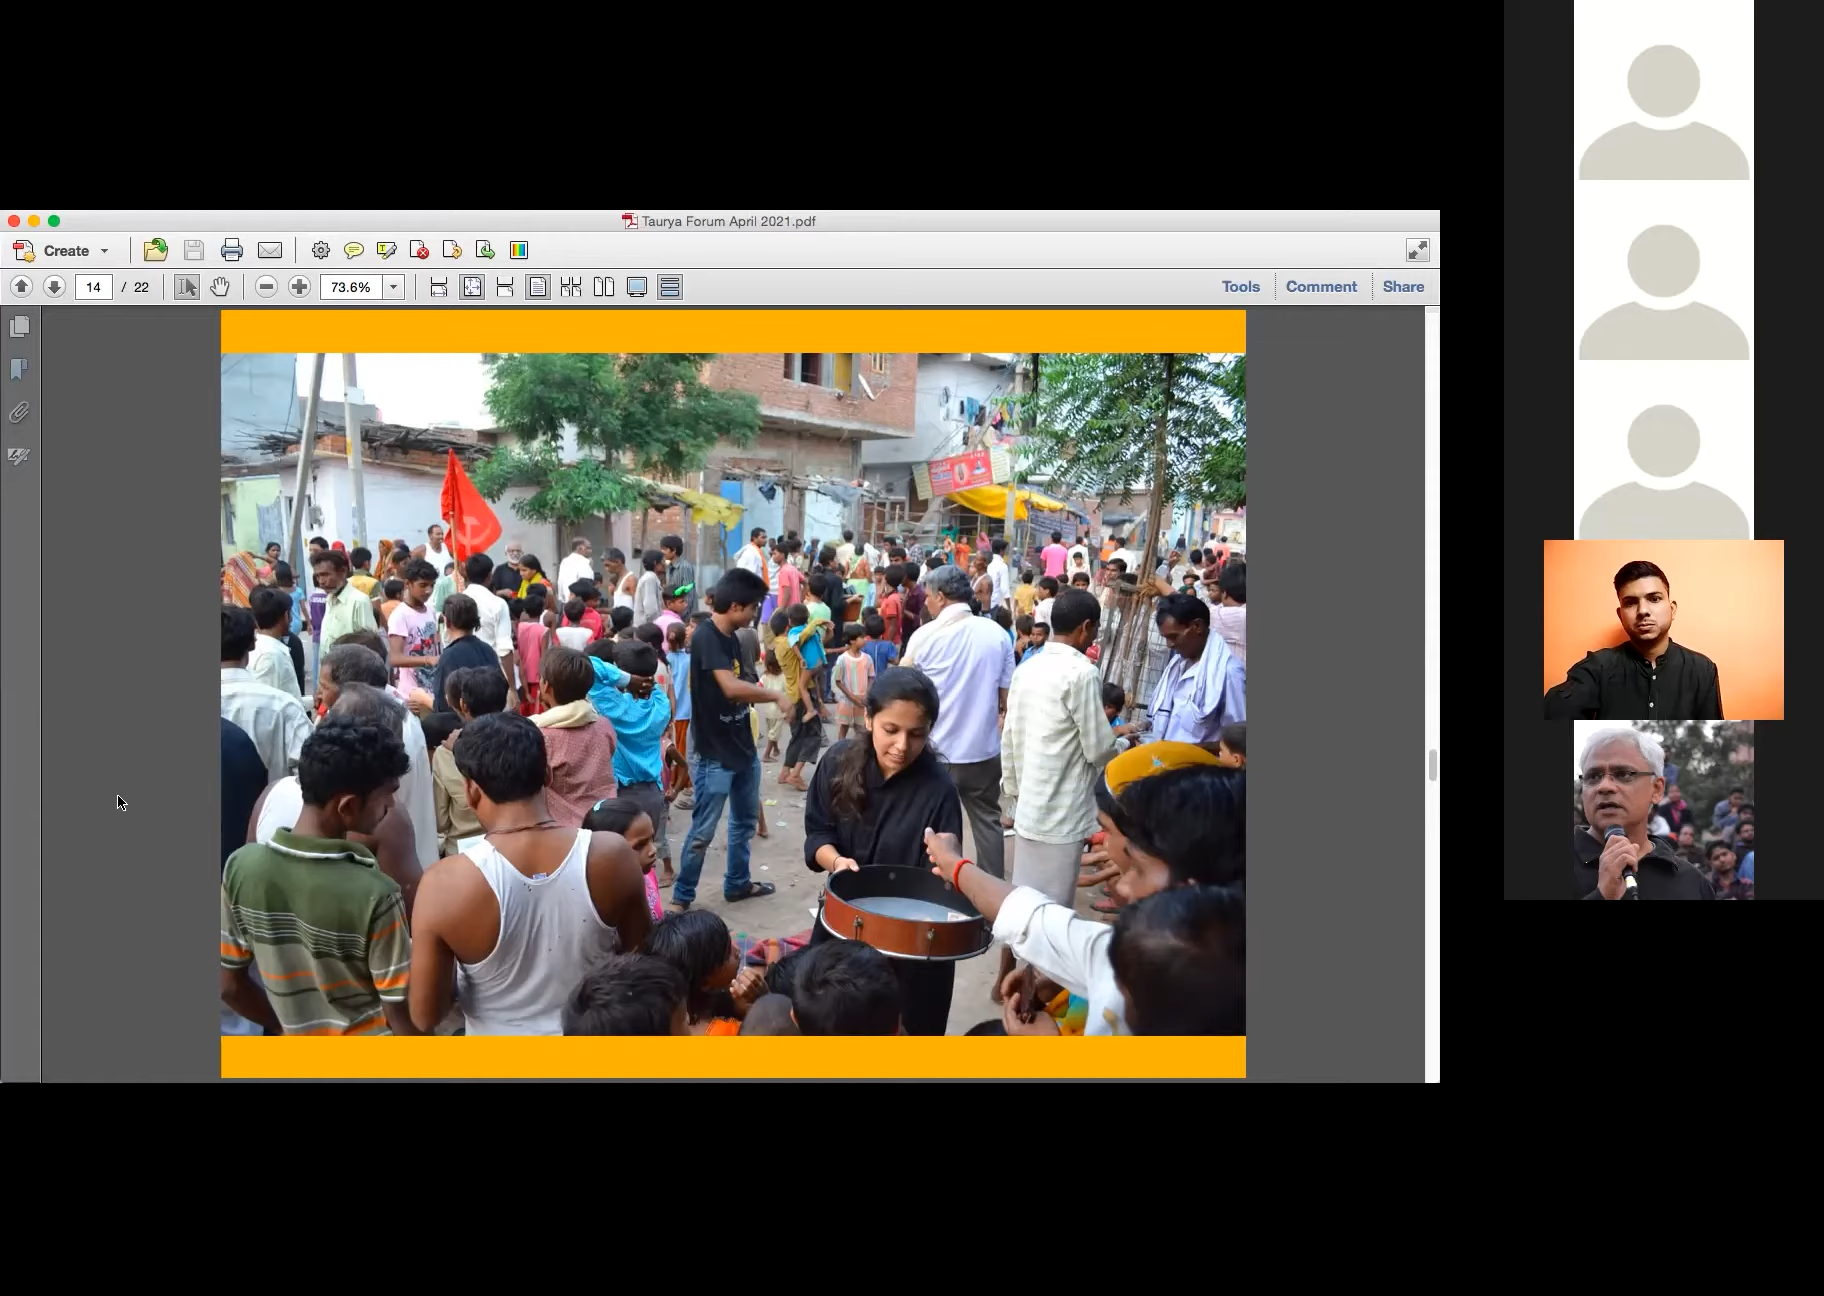 Taurya Forum April 2021.pdf
Create
14 / 22
73.6%
Tools
Comment
Share